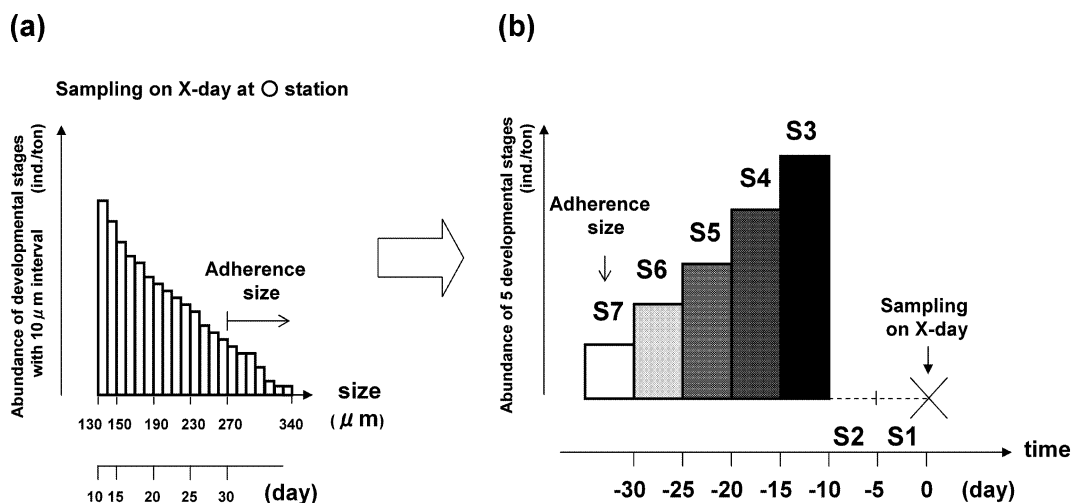 (a)
Sampling on X-day at ○ station
Abundance of developmental stages
with 10μm interval (ind./ton)
Adherence
size
size
(μm)
130 150 190 230 270 340
10 15 20 25 30 (day)
(b)
Abundance of 5 developmental stages
(ind./ton)
Adherence
size
S7
S6
S5
S4
S3
Sampling
on X-day
S2 S1
time
-30 -25 -20 -15 -10 -5 0 (day)